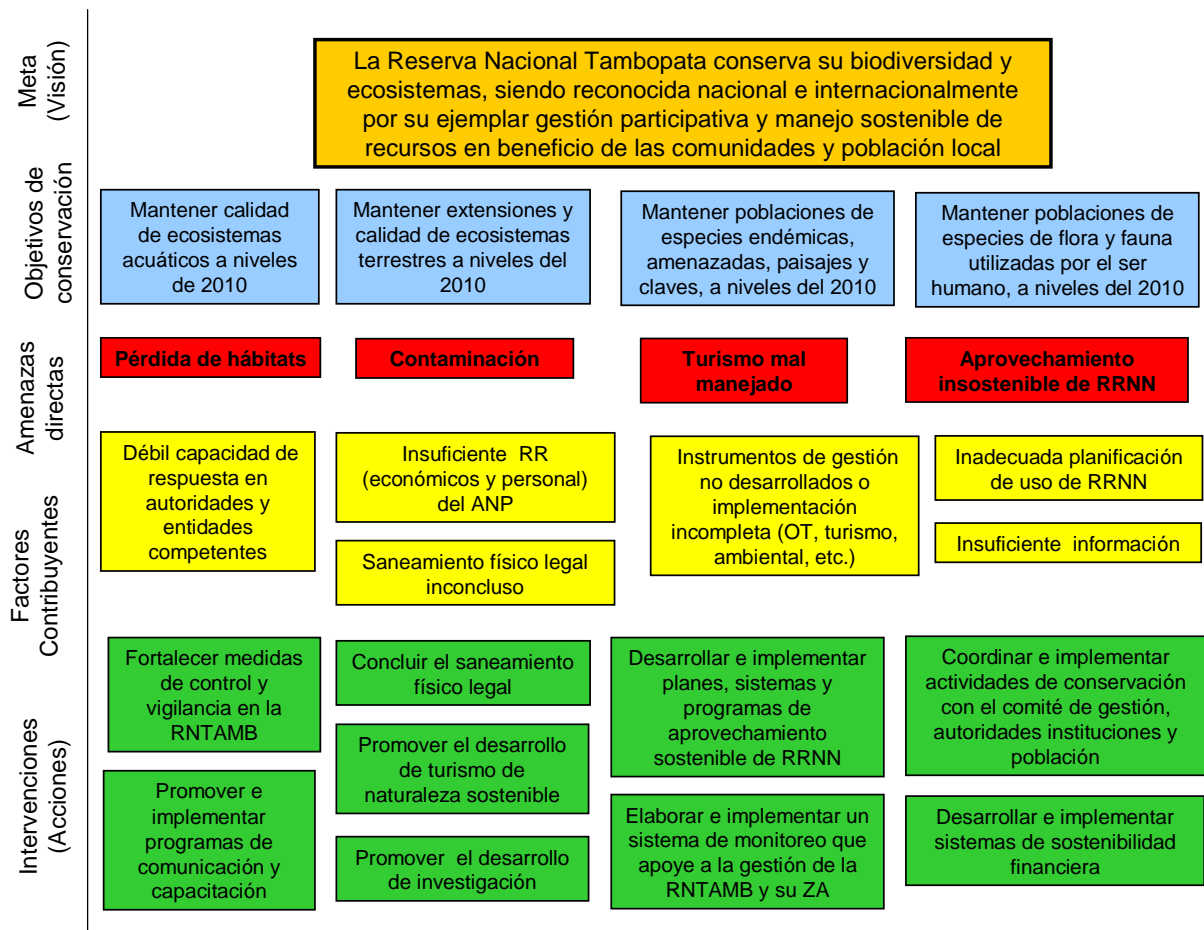 Meta
(Visión)
La Reserva Nacional Tambopata conserva su biodiversidad y
ecosistemas, siendo reconocida nacional e internacionalmente
por su ejemplar gestión participativa y manejo sostenible de
recursos en beneficio de las comunidades y población local
Objetivos de
conservación
Mantener calidad
de ecosistemas
acuáticos a niveles
de 2010
Mantener extensiones y
calidad de ecosistemas
terrestres a niveles del
2010
Mantener poblaciones de
especies endémicas,
amenazadas, paisajes y
claves, a niveles del 2010
Mantener poblaciones de
especies de flora y fauna
utilizadas por el ser
humano, a niveles del 2010
Amenazas
directas
Pérdida de hábitats
Contaminación
Turismo mal
manejado
Aprovechamiento
insostenible de RRNN
Factores
Contribuyentes
Débil capacidad de
respuesta en
autoridades y
entidades
competentes
Insuficiente RR
(económicos y personal)
del ANP
Saneamiento físico legal
inconcluso
Instrumentos de gestión
no desarrollados o
implementación
incompleta (OT, turismo,
ambiental, etc.)
Inadecuada planificación
de uso de RRNN
Insuficiente información
Intervenciones
(Acciones)
Fortalecer medidas
de control y
vigilancia en la
RNTAMB
Promover e
implementar
programas de
comunicación y
capacitación
Concluir el saneamiento
físico legal
Promover el desarrollo
de turismo de
naturaleza sostenible
Promover el desarrollo
de investigación
Desarrollar e implementar
planes, sistemas y
programas de
aprovechamiento
sostenible de RRNN
Elaborar e implementar un
sistema de monitoreo que
apoye a la gestión de la
RNTAMB y su ZA
Coordinar e implementar
actividades de conservación
con el comité de gestión,
autoridades instituciones y
población
Desarrollar e implementar
sistemas de sostenibilidad
financiera